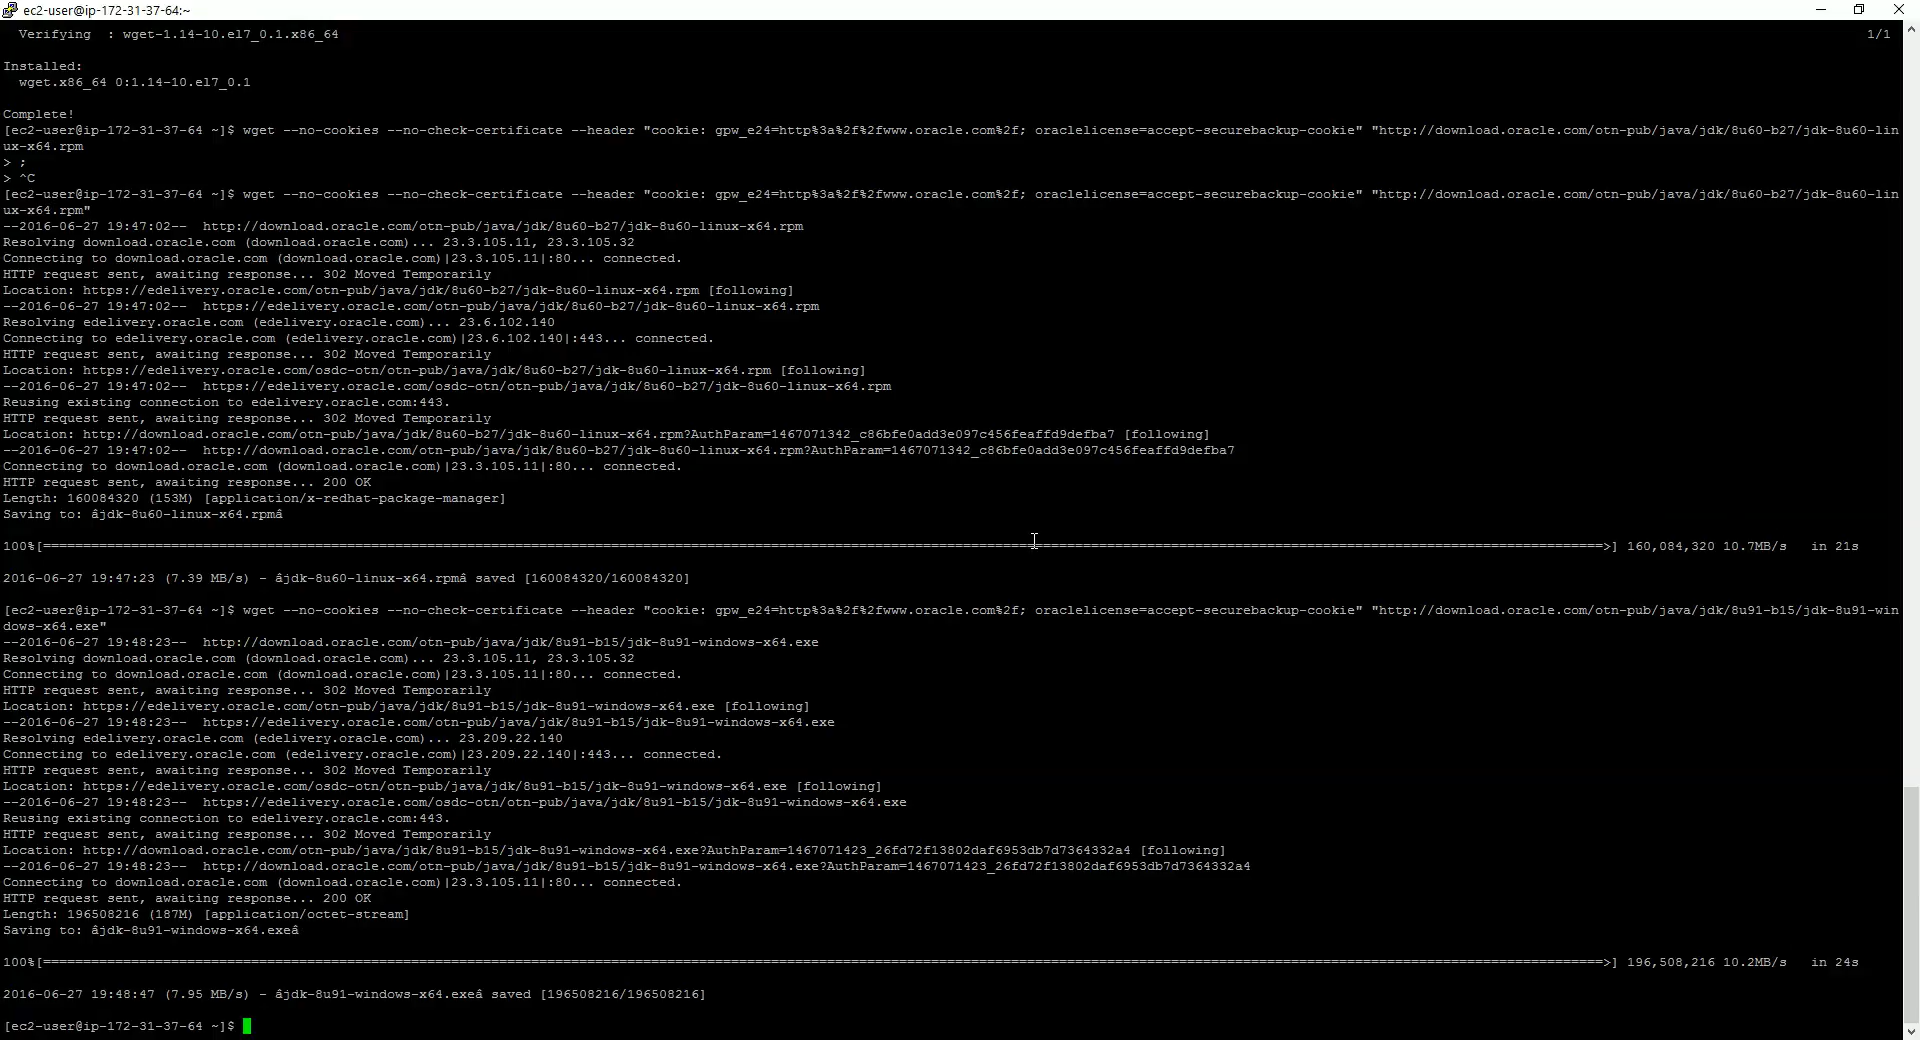 ec2-user@ip-172-31-37-64:~
  Verifying  : wget-1.14-10.el7_0.1.x86_64 1/1
Installed:
  wget.x86_64 0:1.14-10.el7_0.1
Complete!
[ec2-user@ip-172-31-37-64 ~]$ wget --no-cookies --no-check-certificate --header "cookie: gpw_e24=http%3a%2f%2fwww.oracle.com%2f; oraclelicense=accept-securebackup-cookie" "http://download.oracle.com/otn-pub/java/jdk/8u60-b27/jdk-8u60-lin
ux-x64.rpm
> ;
> ^C
[ec2-user@ip-172-31-37-64 ~]$ wget --no-cookies --no-check-certificate --header "cookie: gpw_e24=http%3a%2f%2fwww.oracle.com%2f; oraclelicense=accept-securebackup-cookie" "http://download.oracle.com/otn-pub/java/jdk/8u60-b27/jdk-8u60-lin
ux-x64.rpm"
--2016-06-27 19:47:02--  http://download.oracle.com/otn-pub/java/jdk/8u60-b27/jdk-8u60-linux-x64.rpm
Resolving download.oracle.com (download.oracle.com)... 23.3.105.11, 23.3.105.32
Connecting to download.oracle.com (download.oracle.com)|23.3.105.11|:80... connected.
HTTP request sent, awaiting response... 302 Moved Temporarily
Location: https://edelivery.oracle.com/otn-pub/java/jdk/8u60-b27/jdk-8u60-linux-x64.rpm [following]
--2016-06-27 19:47:02--  https://edelivery.oracle.com/otn-pub/java/jdk/8u60-b27/jdk-8u60-linux-x64.rpm
Resolving edelivery.oracle.com (edelivery.oracle.com)... 23.6.102.140
Connecting to edelivery.oracle.com (edelivery.oracle.com)|23.6.102.140|:443... connected.
HTTP request sent, awaiting response... 302 Moved Temporarily
Location: https://edelivery.oracle.com/osdc-otn/otn-pub/java/jdk/8u60-b27/jdk-8u60-linux-x64.rpm [following]
--2016-06-27 19:47:02--  https://edelivery.oracle.com/osdc-otn/otn-pub/java/jdk/8u60-b27/jdk-8u60-linux-x64.rpm
Reusing existing connection to edelivery.oracle.com:443.
HTTP request sent, awaiting response... 302 Moved Temporarily
Location: http://download.oracle.com/otn-pub/java/jdk/8u60-b27/jdk-8u60-linux-x64.rpm?AuthParam=1467071342_c86bfe0add3e097c456feaffd9defba7 [following]
--2016-06-27 19:47:02--  http://download.oracle.com/otn-pub/java/jdk/8u60-b27/jdk-8u60-linux-x64.rpm?AuthParam=1467071342_c86bfe0add3e097c456feaffd9defba7
Connecting to download.oracle.com (download.oracle.com)|23.3.105.11|:80... connected.
HTTP request sent, awaiting response... 200 OK
Length: 160084320 (153M) [application/x-redhat-package-manager]
Saving to: âjdk-8u60-linux-x64.rpmâ
100%[==================================================>] 160,084,320 10.7MB/s   in 21s
2016-06-27 19:47:23 (7.39 MB/s) - âjdk-8u60-linux-x64.rpmâ saved [160084320/160084320]
[ec2-user@ip-172-31-37-64 ~]$ wget --no-cookies --no-check-certificate --header "cookie: gpw_e24=http%3a%2f%2fwww.oracle.com%2f; oraclelicense=accept-securebackup-cookie" "http://download.oracle.com/otn-pub/java/jdk/8u91-b15/jdk-8u91-win
dows-x64.exe"
--2016-06-27 19:48:23--  http://download.oracle.com/otn-pub/java/jdk/8u91-b15/jdk-8u91-windows-x64.exe
Resolving download.oracle.com (download.oracle.com)... 23.3.105.11, 23.3.105.32
Connecting to download.oracle.com (download.oracle.com)|23.3.105.11|:80... connected.
HTTP request sent, awaiting response... 302 Moved Temporarily
Location: https://edelivery.oracle.com/otn-pub/java/jdk/8u91-b15/jdk-8u91-windows-x64.exe [following]
--2016-06-27 19:48:23--  https://edelivery.oracle.com/otn-pub/java/jdk/8u91-b15/jdk-8u91-windows-x64.exe
Resolving edelivery.oracle.com (edelivery.oracle.com)... 23.209.22.140
Connecting to edelivery.oracle.com (edelivery.oracle.com)|23.209.22.140|:443... connected.
HTTP request sent, awaiting response... 302 Moved Temporarily
Location: https://edelivery.oracle.com/osdc-otn/otn-pub/java/jdk/8u91-b15/jdk-8u91-windows-x64.exe [following]
--2016-06-27 19:48:23--  https://edelivery.oracle.com/osdc-otn/otn-pub/java/jdk/8u91-b15/jdk-8u91-windows-x64.exe
Reusing existing connection to edelivery.oracle.com:443.
HTTP request sent, awaiting response... 302 Moved Temporarily
Location: http://download.oracle.com/otn-pub/java/jdk/8u91-b15/jdk-8u91-windows-x64.exe?AuthParam=1467071423_26fd72f13802daf6953db7d7364332a4 [following]
--2016-06-27 19:48:23--  http://download.oracle.com/otn-pub/java/jdk/8u91-b15/jdk-8u91-windows-x64.exe?AuthParam=1467071423_26fd72f13802daf6953db7d7364332a4
Connecting to download.oracle.com (download.oracle.com)|23.3.105.11|:80... connected.
HTTP request sent, awaiting response... 200 OK
Length: 196508216 (187M) [application/octet-stream]
Saving to: âjdk-8u91-windows-x64.exeâ
100%[==================================================>] 196,508,216 10.2MB/s   in 24s
2016-06-27 19:48:47 (7.95 MB/s) - âjdk-8u91-windows-x64.exeâ saved [196508216/196508216]
[ec2-user@ip-172-31-37-64 ~]$